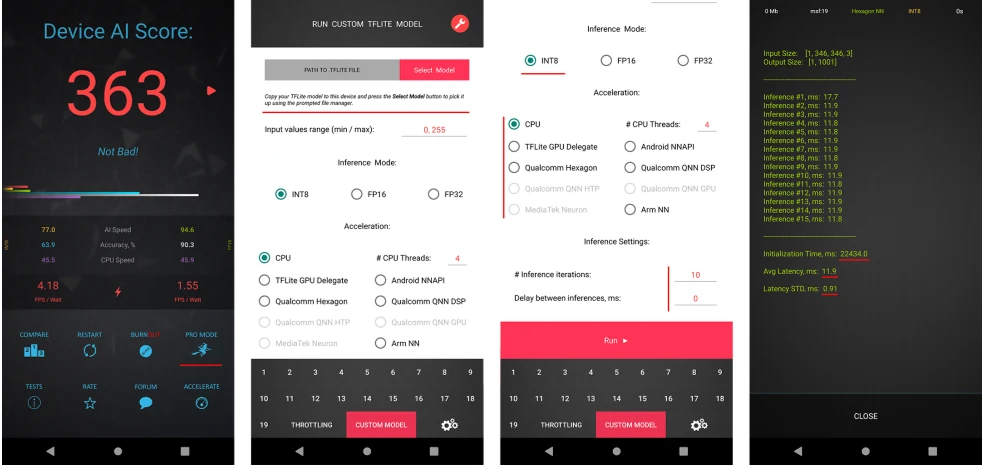 Device AI Score:
363
Not Bad!
77.0 AI Speed 94.6
63.9 Accuracy, % 90.3
45.5 CPU Speed 45.9
4.18 1.55
FPS / Watt FPS / Watt
COMPARE RESTART BURNOUT PRO MODE
TESTS RATE FORUM ACCELERATE
RUN CUSTOM TFLITE MODEL
PATH TO .TFLITE FILE Select Model
Copy your TFLite model to this device and press the Select Model button to pick it
up using the prompted file manager.
Input values range (min / max): 0, 255
Inference Mode:
INT8 FP16 FP32
Acceleration:
CPU # CPU Threads: 4
TFLite GPU Delegate Android NNAPI
Qualcomm Hexagon Qualcomm QNN DSP
Qualcomm QNN HTP Qualcomm QNN GPU
MediaTek Neuron Arm NN
1 2 3 4 5 6 7 8 9
10 11 12 13 14 15 16 17 18
19 THROTTLING CUSTOM MODEL
Inference Mode:
INT8 FP16 FP32
Acceleration:
CPU # CPU Threads: 4
TFLite GPU Delegate Android NNAPI
Qualcomm Hexagon Qualcomm QNN DSP
Qualcomm QNN HTP Qualcomm QNN GPU
MediaTek Neuron Arm NN
Inference Settings:
# Inference iterations: 10
Delay between inferences, ms: 0
Run
1 2 3 4 5 6 7 8 9
10 11 12 13 14 15 16 17 18
19 THROTTLING CUSTOM MODEL
0 Mb msf:19 Hexagon NN INT8 0s
Input Size: [1, 346, 346, 3]
Output Size: [1, 1001]
Inference #1, ms: 17.7
Inference #2, ms: 11.9
Inference #3, ms: 11.9
Inference #4, ms: 11.8
Inference #5, ms: 11.8
Inference #6, ms: 11.9
Inference #7, ms: 11.9
Inference #8, ms: 11.8
Inference #9, ms: 11.9
Inference #10, ms: 11.9
Inference #11, ms: 11.8
Inference #12, ms: 11.9
Inference #13, ms: 11.9
Inference #14, ms: 11.9
Inference #15, ms: 11.8
Initialization Time, ms: 22434.0
Avg Latency, ms: 11.9
Latency STD, ms: 0.91
CLOSE